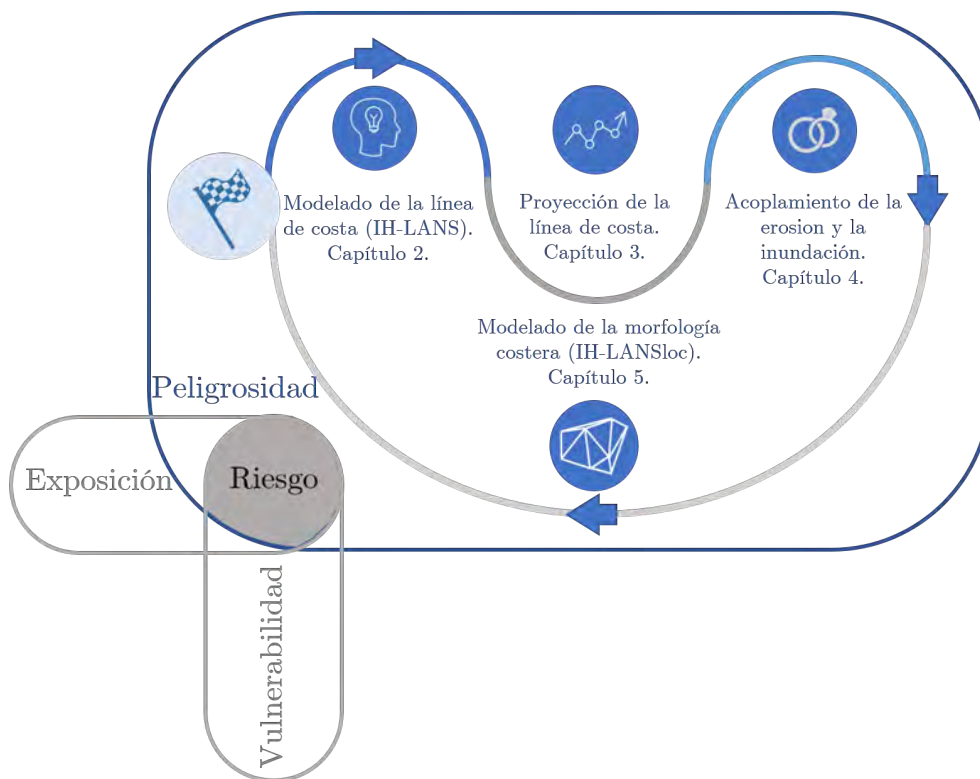 Modelado de la línea
de costa (IH-LANS).
Capítulo 2.
Proyección de la
línea de costa.
Capítulo 3.
Acoplamiento de la
erosion y la
inundación.
Capítulo 4.
Modelado de la morfología
costera (IH-LANSloc).
Capítulo 5.
Peligrosidad
Exposición
Riesgo
Vulnerabilidad